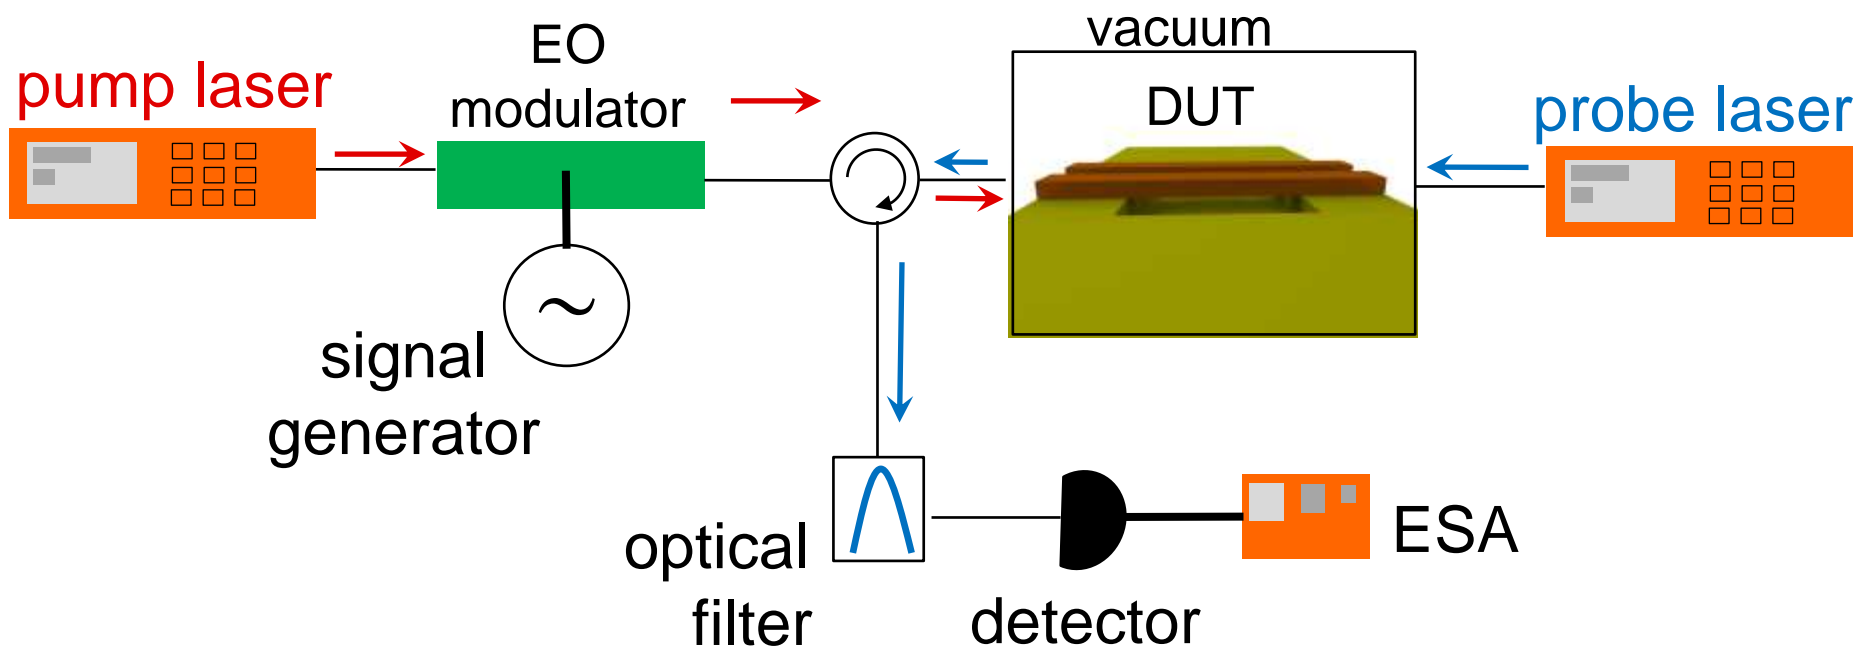 pump laser
EO
modulator
vacuum
DUT
probe laser
~
signal
generator
optical
filter
detector
ESA